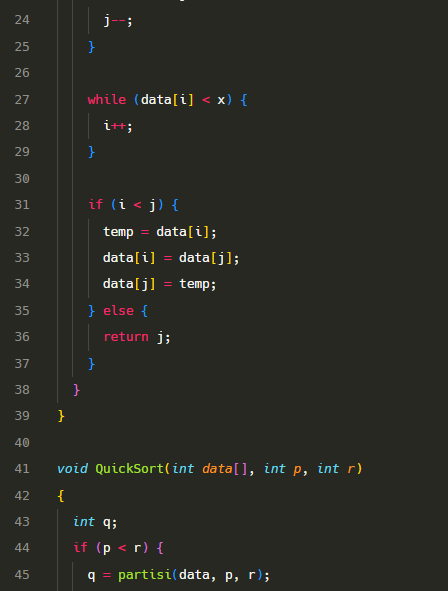 24 j--;
25 }
26
27 while (data[i] < x) {
28 i++;
29 }
30
31 if (i < j) {
32 temp = data[i];
33 data[i] = data[j];
34 data[j] = temp;
35 } else {
36 return j;
37 }
38 }
39 }
40
41 void QuickSort(int data[], int p, int r)
42 {
43 int q;
44 if (p < r) {
45 q = partisi(data, p, r);